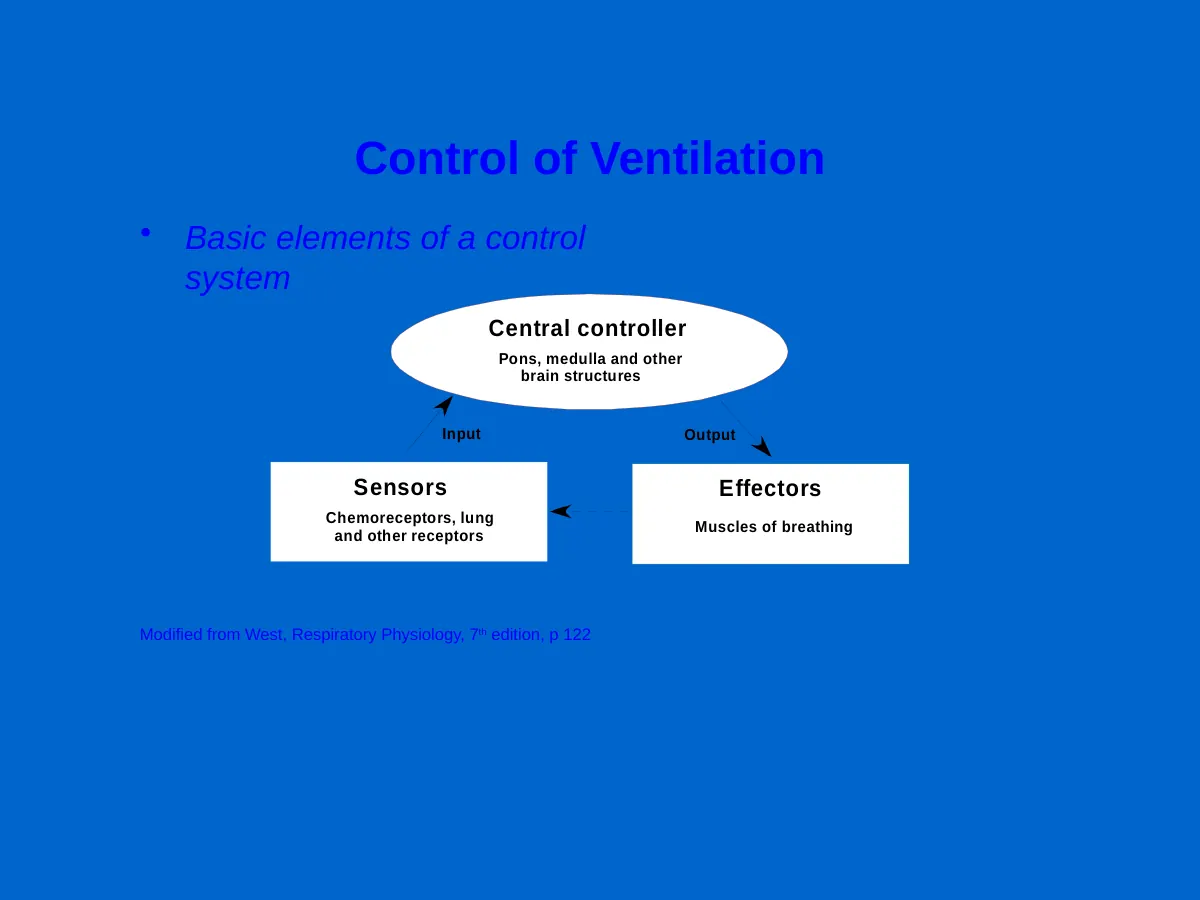 Control of Ventilation
• Basic elements of a control
system
Central controller
Pons, medulla and other
brain structures
Input
Output
Sensors
Chemoreceptors, lung
and other receptors
Effectors
Muscles of breathing
Modified from West, Respiratory Physiology, 7th edition, p 122